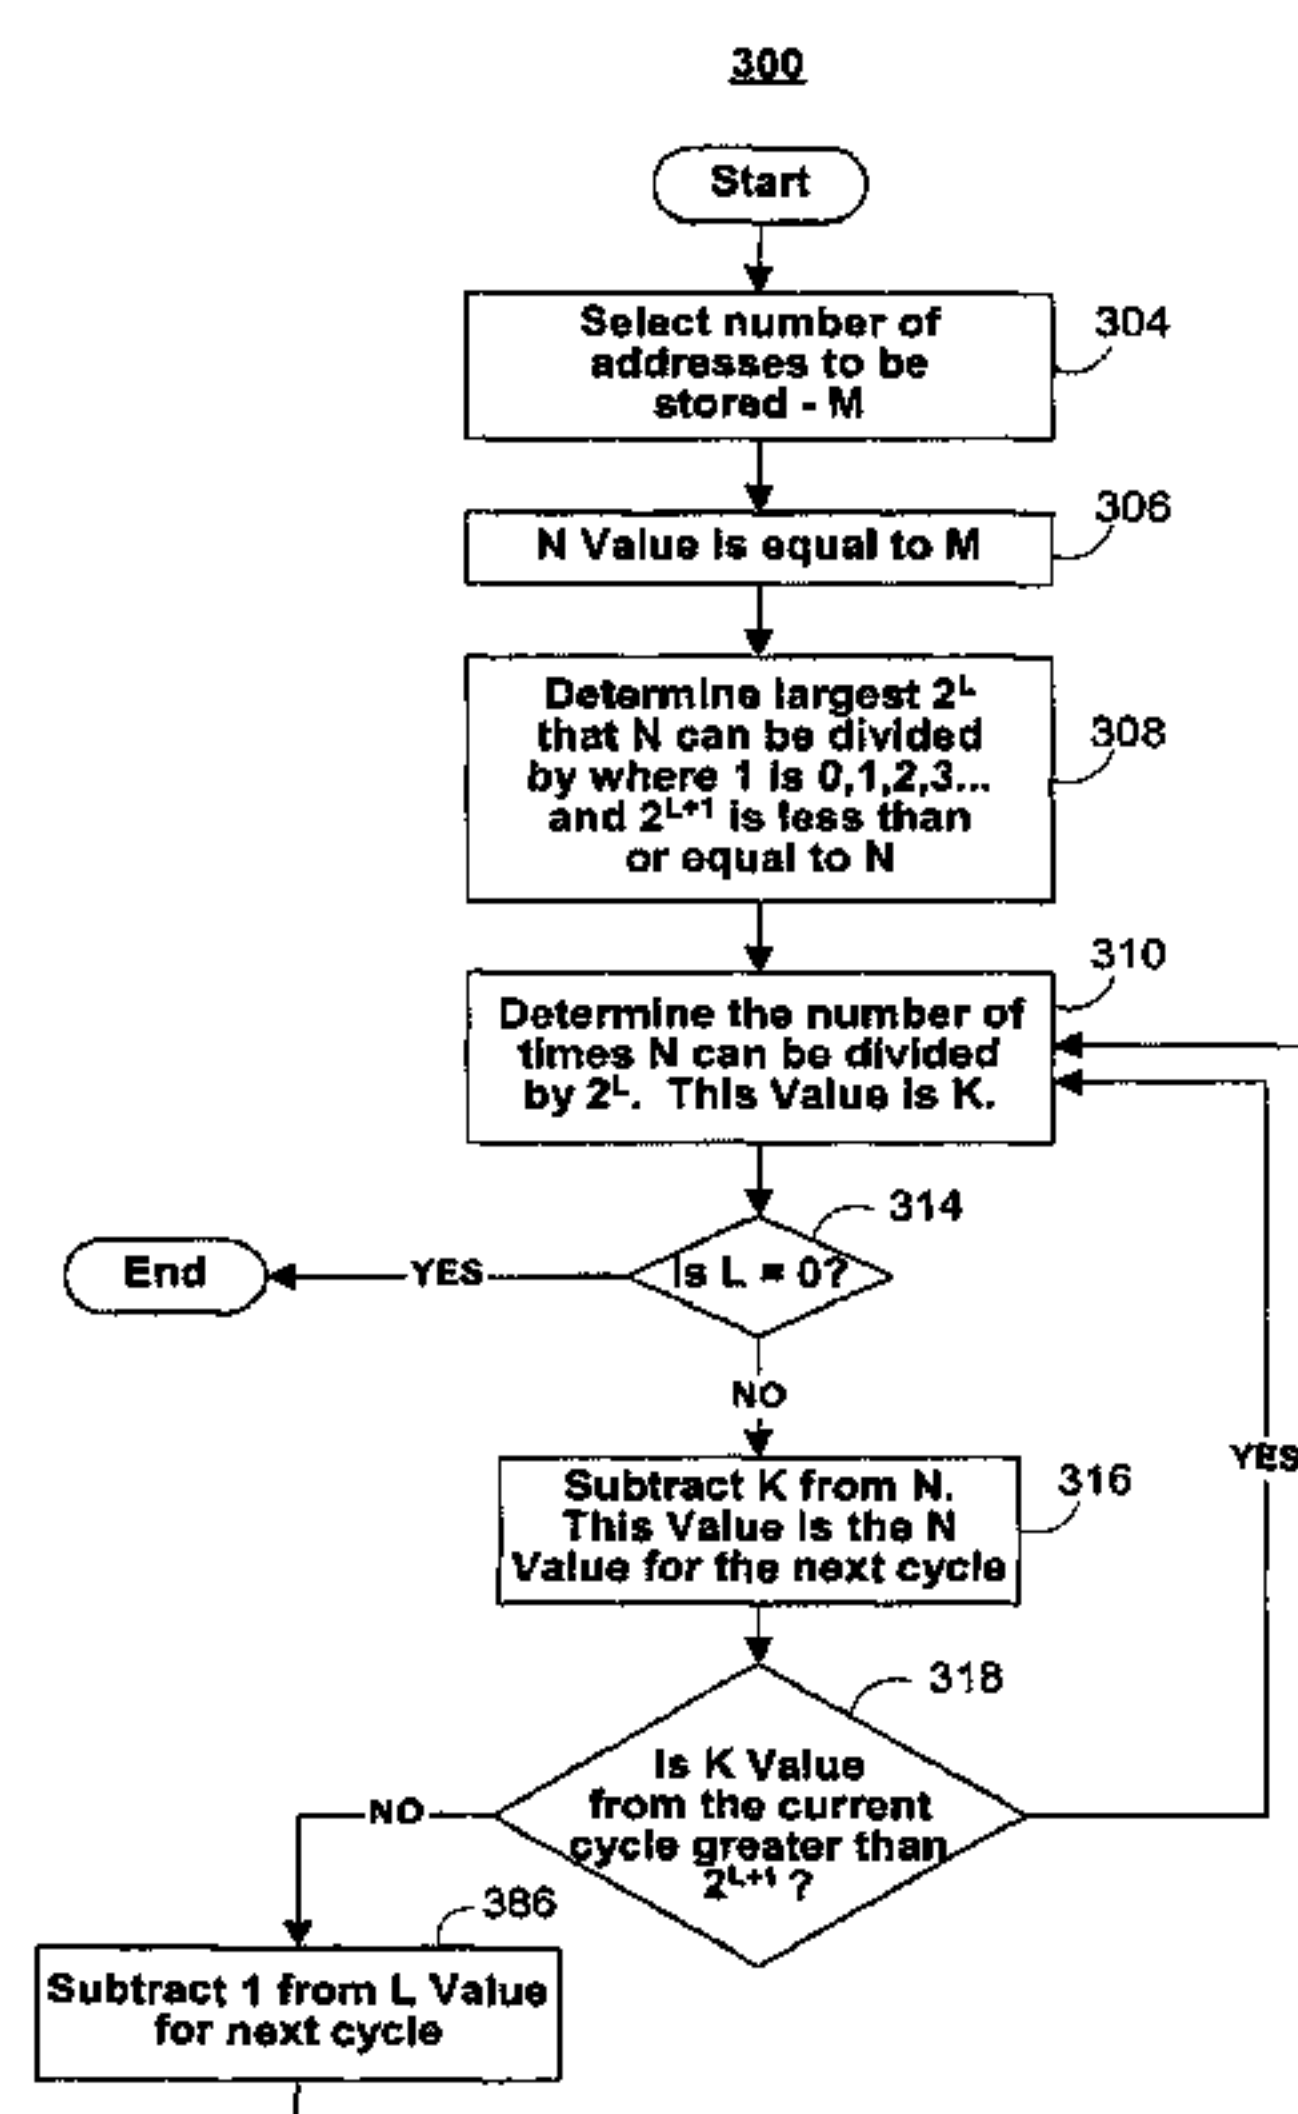 300
Start
Select number of
addresses to be
stored - M
304
N Value is equal to M
306
Determine largest 2^L
that N can be divided
by where 1 is 0,1,2,3...
and 2^L+1 is less than
or equal to N
308
310
Determine the number of
times N can be divided
by 2^L. This Value is K.
314
End
YES
Is L = 0?
NO
YES
Subtract K from N.
This Value is the N
Value for the next cycle
316
318
Is K Value
from the current
cycle greater than
2^L+1 ?
NO
386
Subtract 1 from L Value
for next cycle